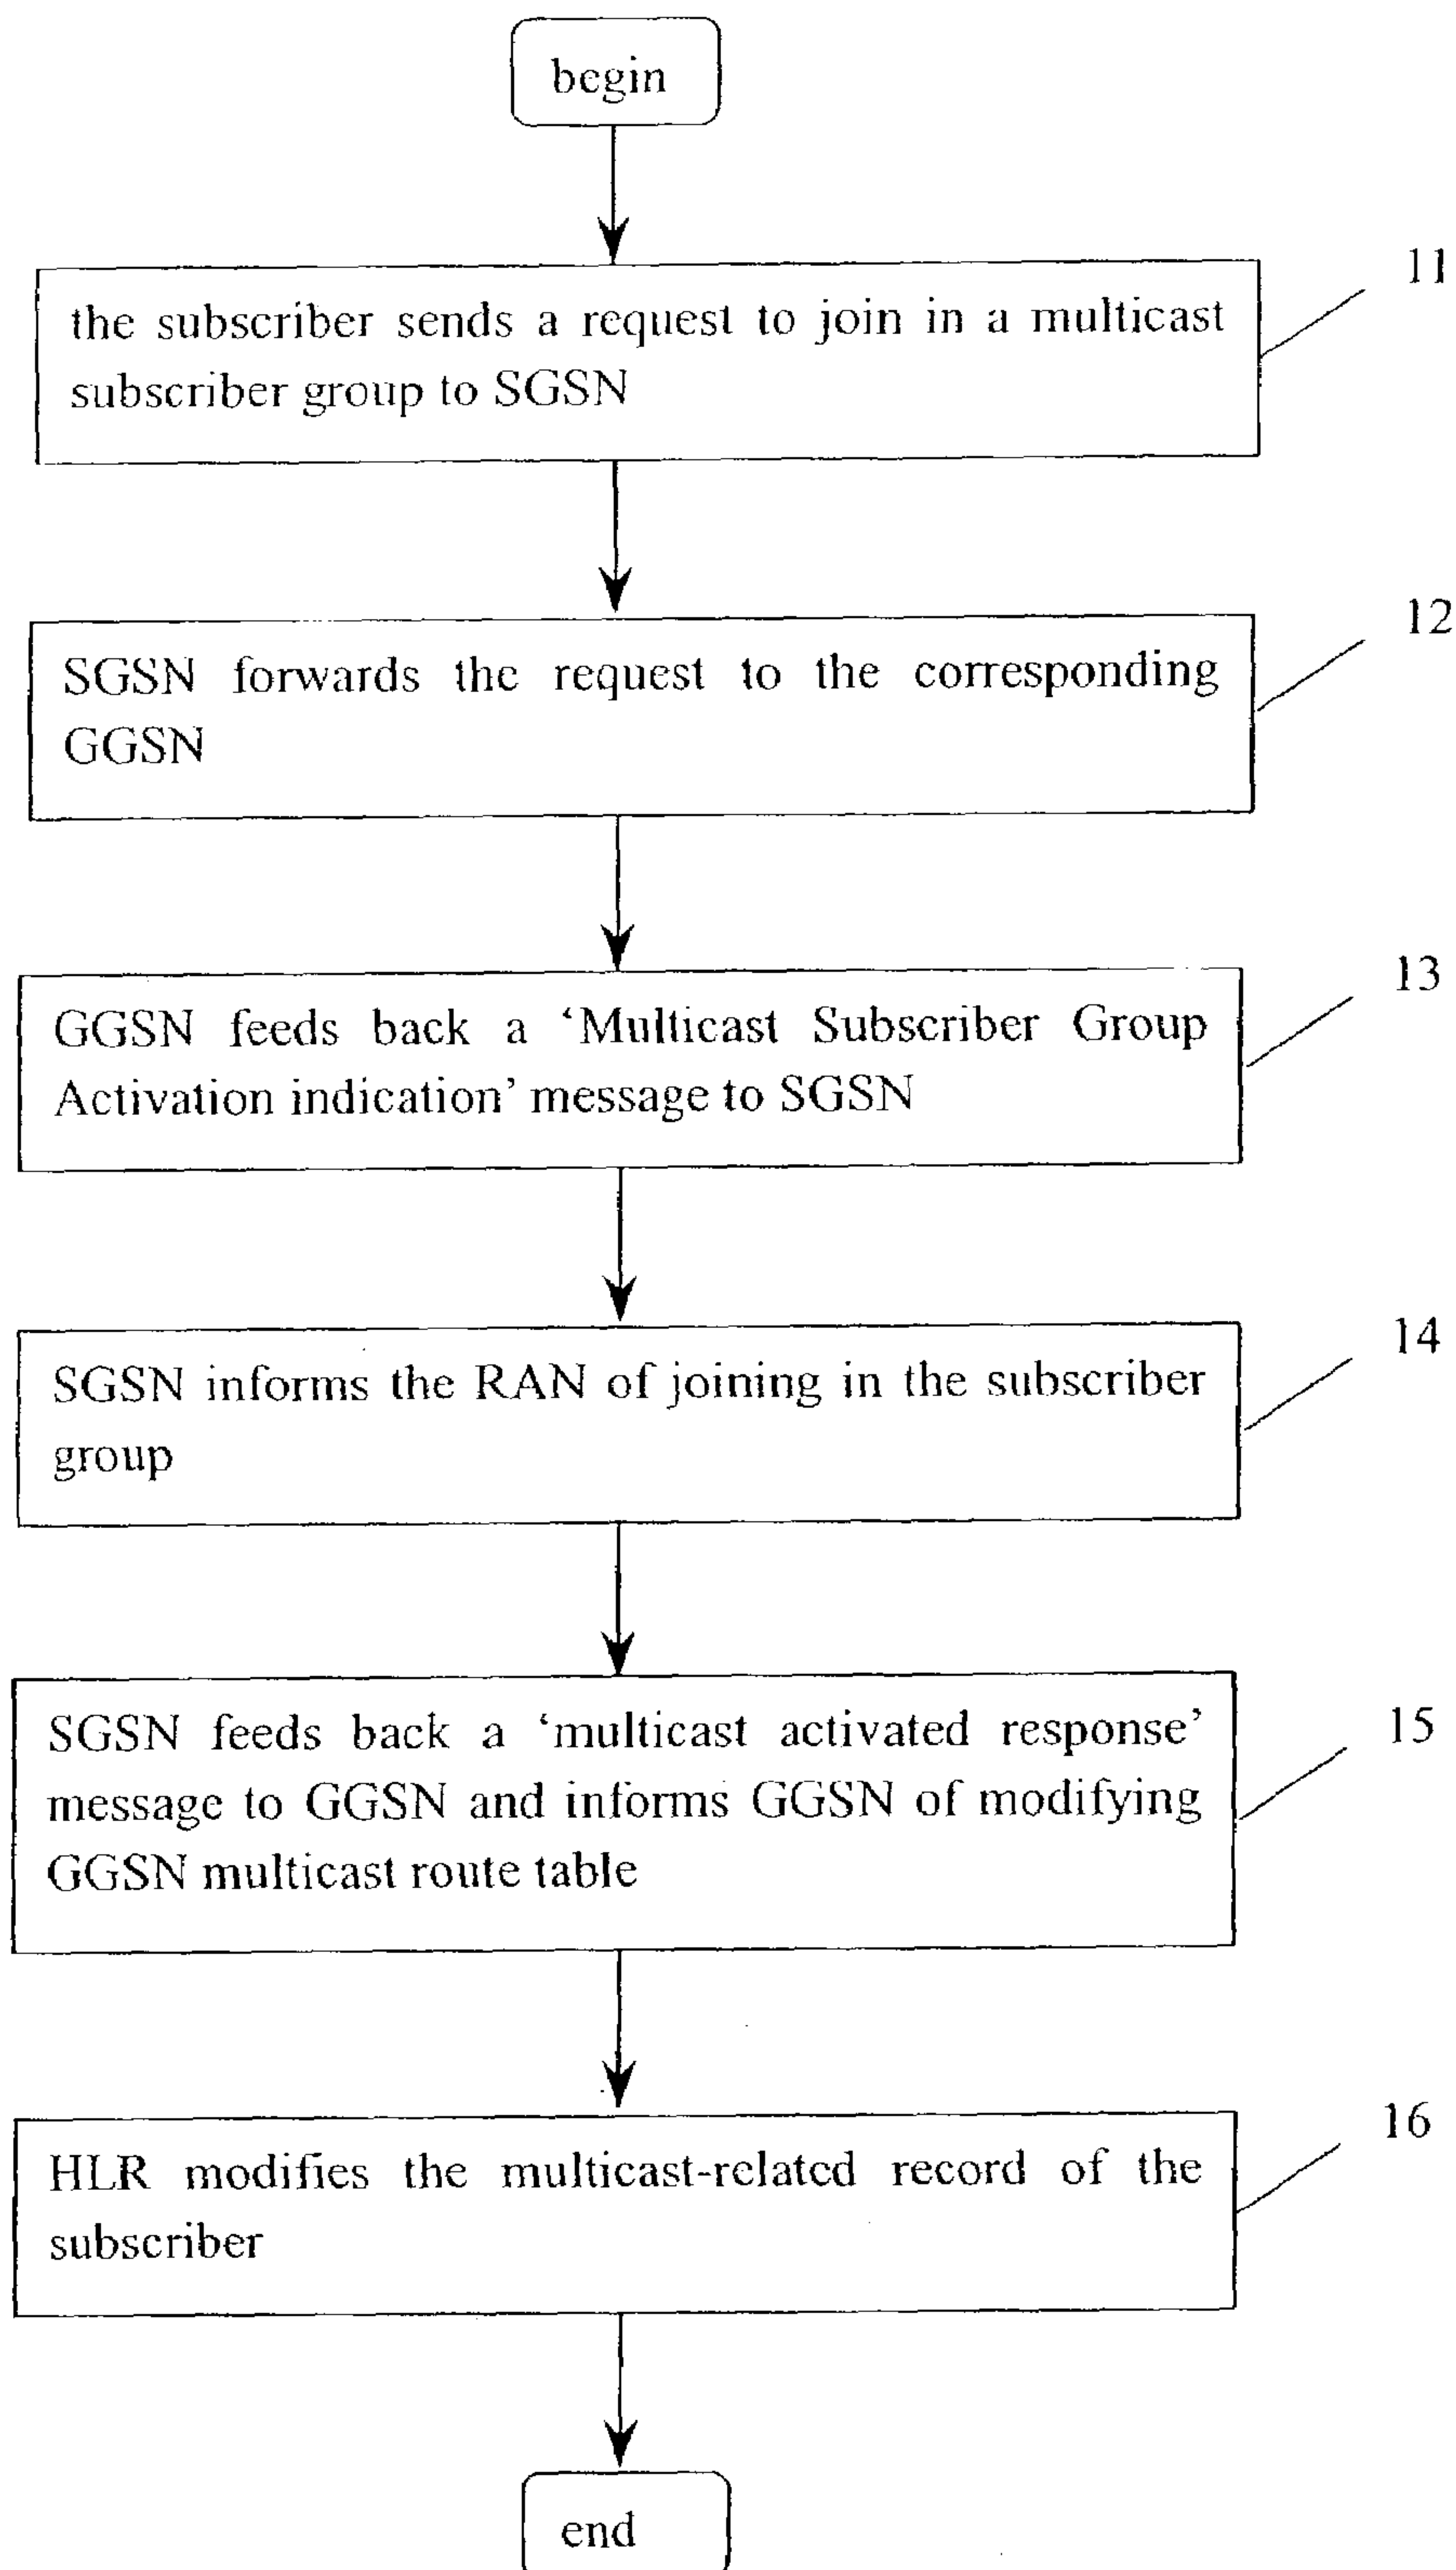 begin
11
the subscriber sends a request to join in a multicast
subscriber group to SGSN
12
SGSN forwards the request to the corresponding
GGSN
13
GGSN feeds back a ‘Multicast Subscriber Group
Activation indication’ message to SGSN
14
SGSN informs the RAN of joining in the subscriber
group
15
SGSN feeds back a ‘multicast activated response’
message to GGSN and informs GGSN of modifying
GGSN multicast route table
16
HLR modifies the multicast-related record of the
subscriber
end